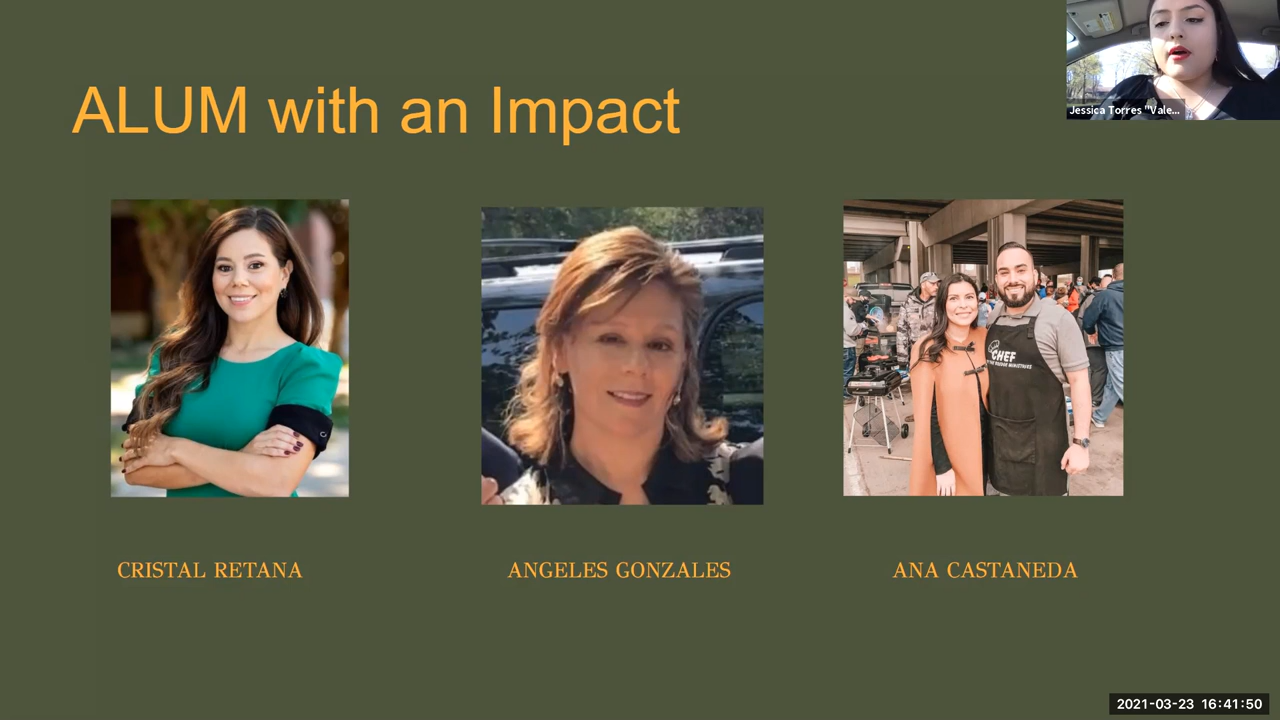 ALUM with an Impact
Jessica Torres "Vale...
CHEF
CRISTAL RETANA
ANGELES GONZALES
ANA CASTANEDA
2021-03-23 16:41:50